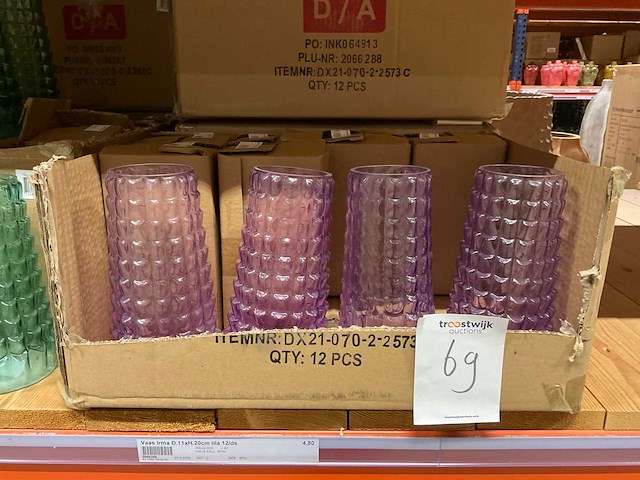 D/A
PO: INK064913
PLU-NR: 2066288
ITEMNR:DX21-070-2-2573 C
QTY: 12 PCS
ITEMNR:DX21-070-2-2573
QTY: 12 PCS
troostwijk
auctions
69
Vaas Irma D.11xH.20cm lila 12/ds
4,80